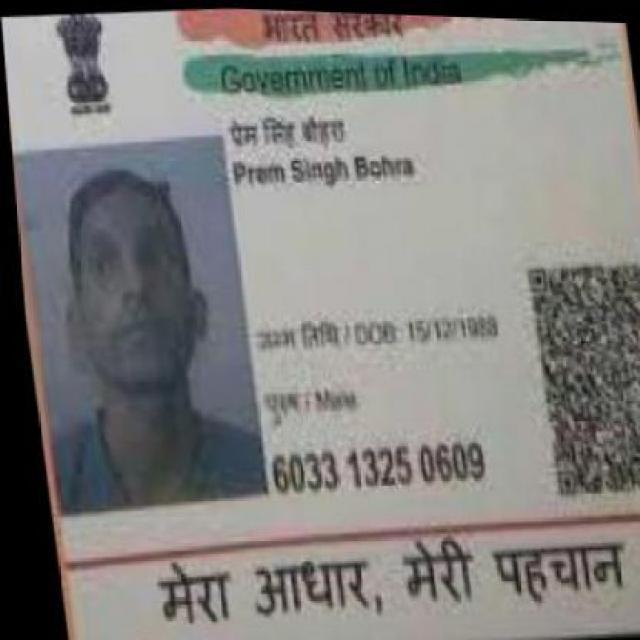 भारत सरकार
Government of India
प्रेम सिंह बोहरा
Prem Singh Bohra
जन्म तिथि / DOB: 15/12/1988
पुरुष / Male
6033 1325 0609
मेरा आधार, मेरी पहचान